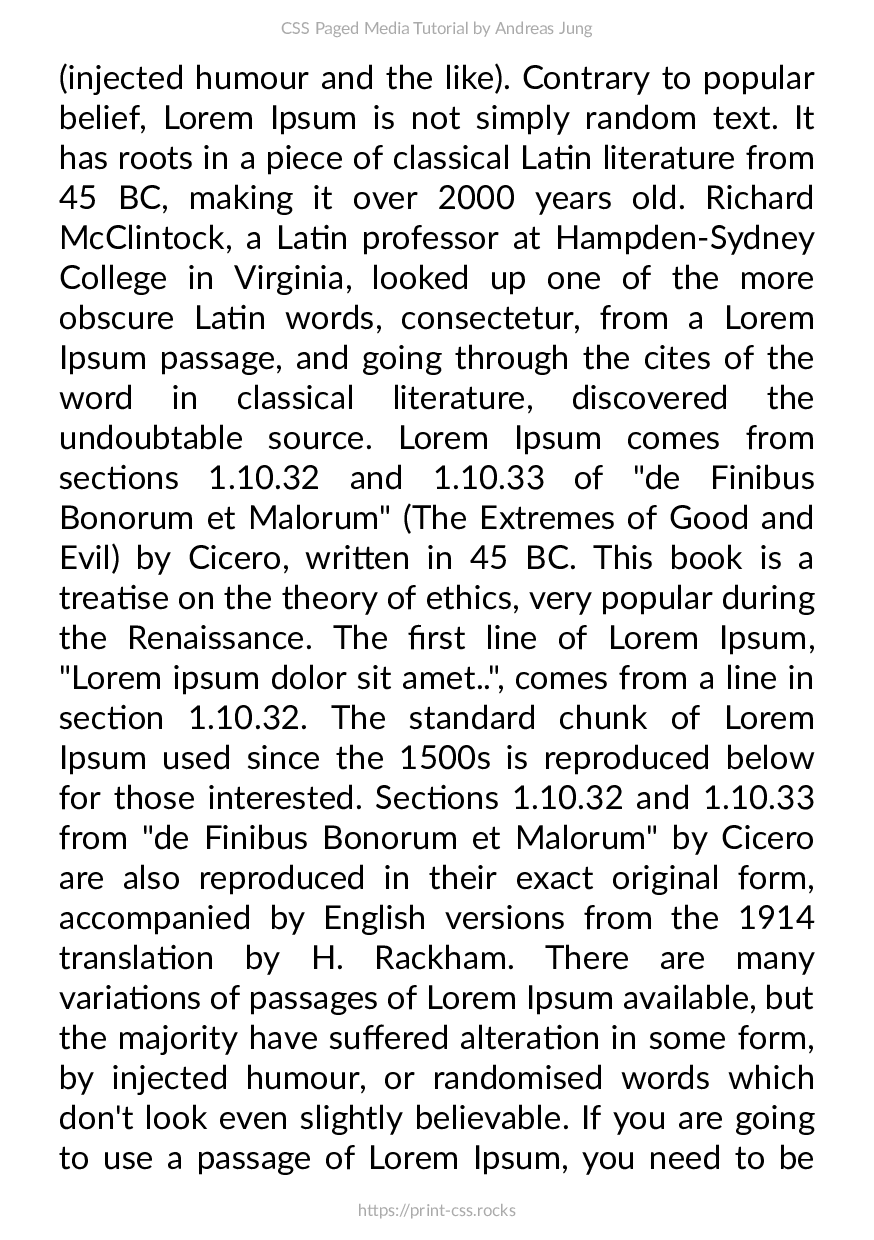 CSS Paged Media Tutorial by Andreas Jung
(injected humour and the like). Contrary to popular
belief, Lorem Ipsum is not simply random text. It
has roots in a piece of classical Latin literature from
45 BC, making it over 2000 years old. Richard
McClintock, a Latin professor at Hampden-Sydney
College in Virginia, looked up one of the more
obscure Latin words, consectetur, from a Lorem
Ipsum passage, and going through the cites of the
word in classical literature, discovered the
undoubtable source. Lorem Ipsum comes from
sections 1.10.32 and 1.10.33 of "de Finibus
Bonorum et Malorum" (The Extremes of Good and
Evil) by Cicero, written in 45 BC. This book is a
treatise on the theory of ethics, very popular during
the Renaissance. The first line of Lorem Ipsum,
"Lorem ipsum dolor sit amet..", comes from a line in
section 1.10.32. The standard chunk of Lorem
Ipsum used since the 1500s is reproduced below
for those interested. Sections 1.10.32 and 1.10.33
from "de Finibus Bonorum et Malorum" by Cicero
are also reproduced in their exact original form,
accompanied by English versions from the 1914
translation by H. Rackham. There are many
variations of passages of Lorem Ipsum available, but
the majority have suffered alteration in some form,
by injected humour, or randomised words which
don't look even slightly believable. If you are going
to use a passage of Lorem Ipsum, you need to be
https://print-css.rocks